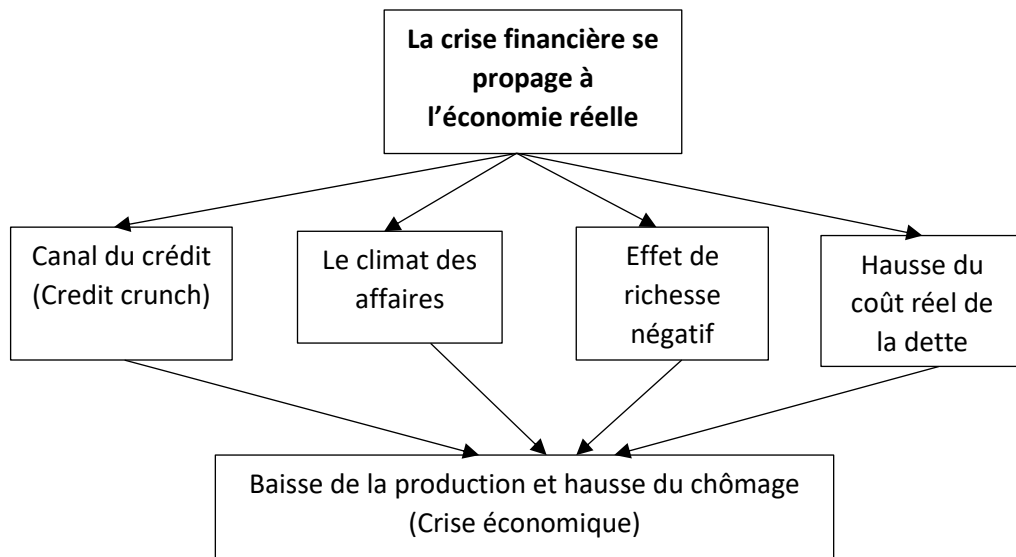 La crise financière se
propage à
l’économie réelle
Canal du crédit
(Credit crunch)
Le climat des
affaires
Effet de
richesse
négatif
Hausse du
coût réel de
la dette
Baisse de la production et hausse du chômage
(Crise économique)